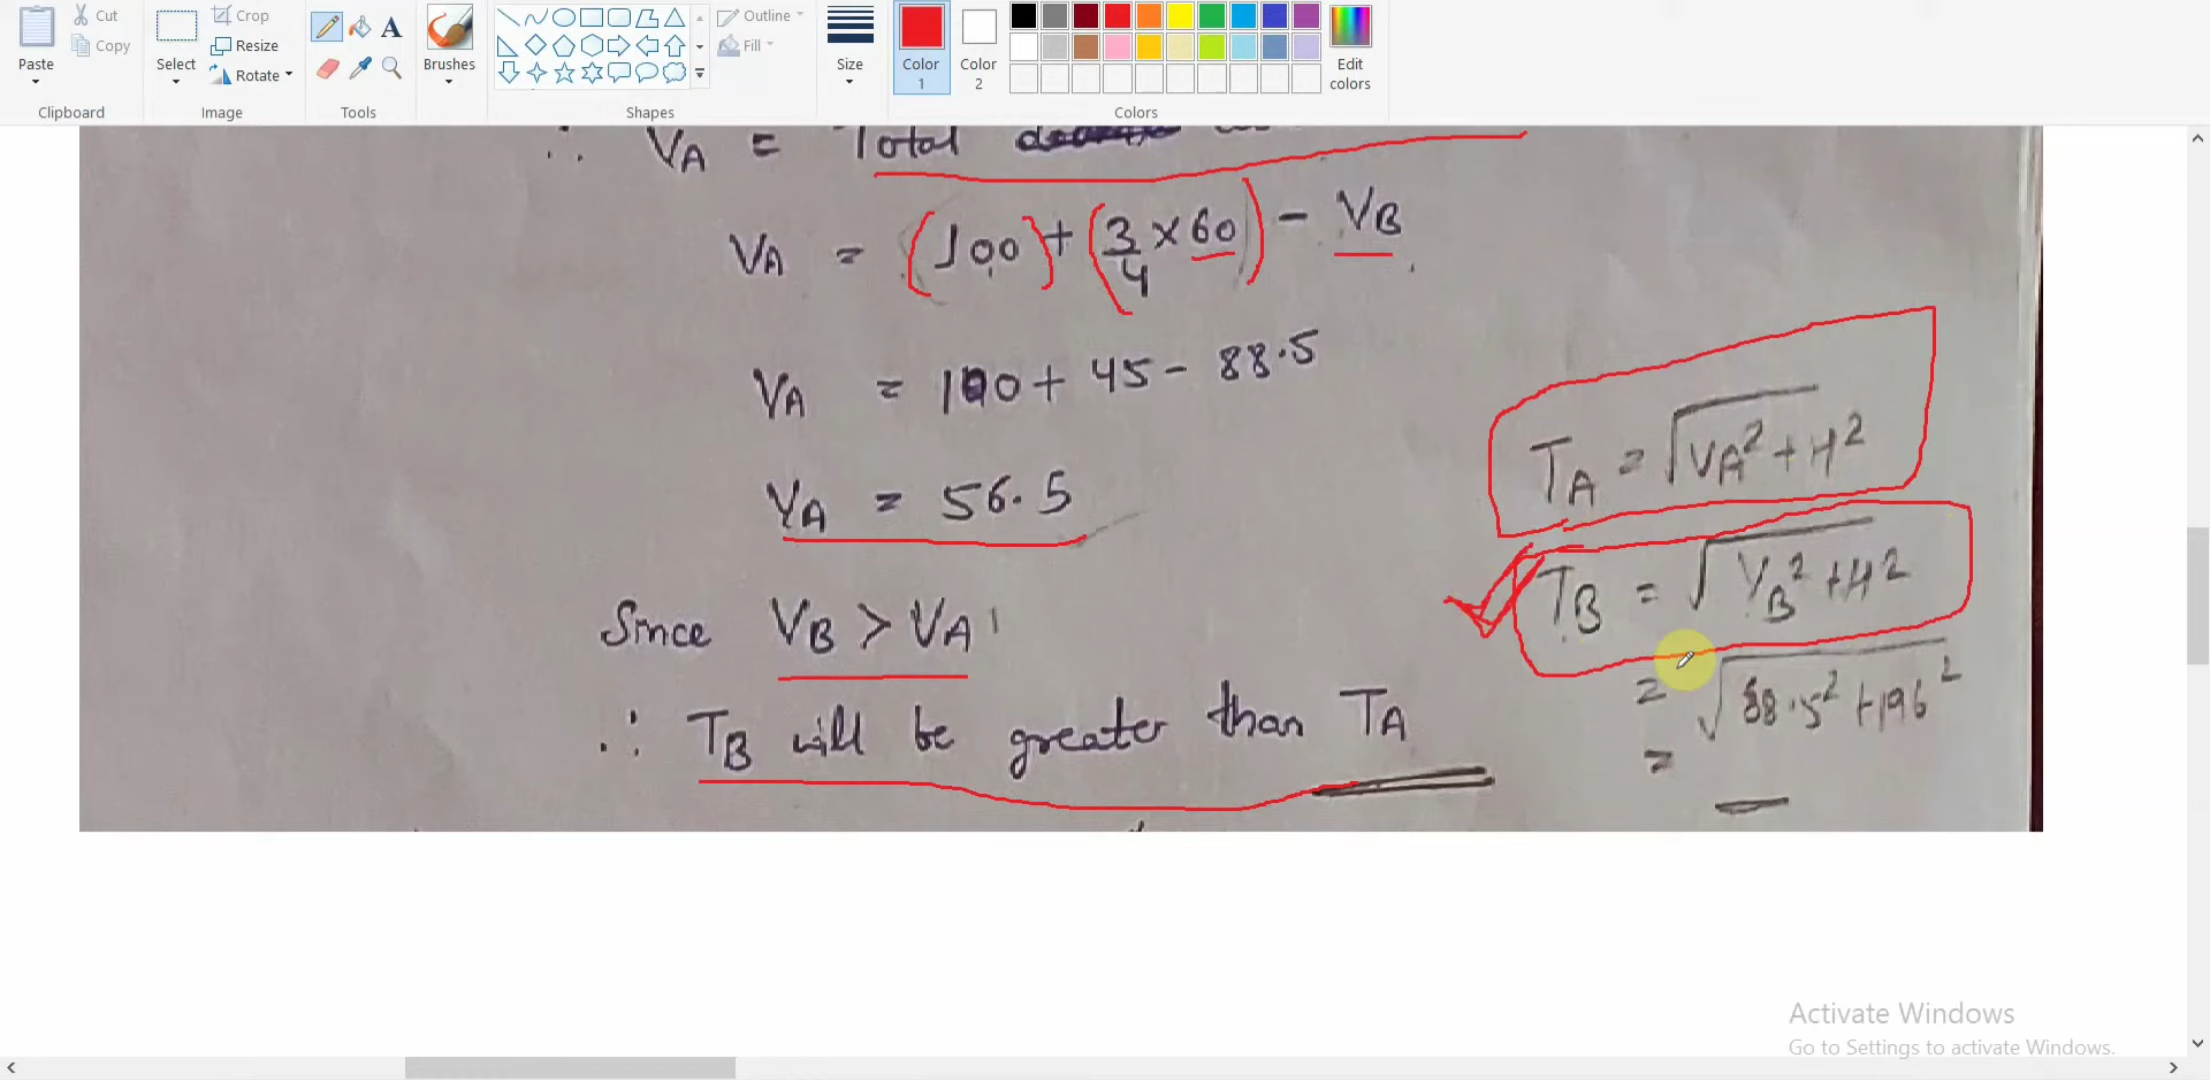 Cut
Copy
Paste
Clipboard
Select
Crop
Resize
Rotate
Image
A
Tools
Brushes
Shapes
Outline
Fill
Size
Color 1
Color 2
Edit colors
Colors
∴ VA = Total
VA = (100) + (3/4 × 60) - VB
VA = 100 + 45 - 88.5
VA = 56.5
Since VB > VA
∴ TB will be greater than TA
TA = √VA² + H²
TB = √VB² + H²
= √88.5² + 196²
=
Activate Windows
Go to Settings to activate Windows.